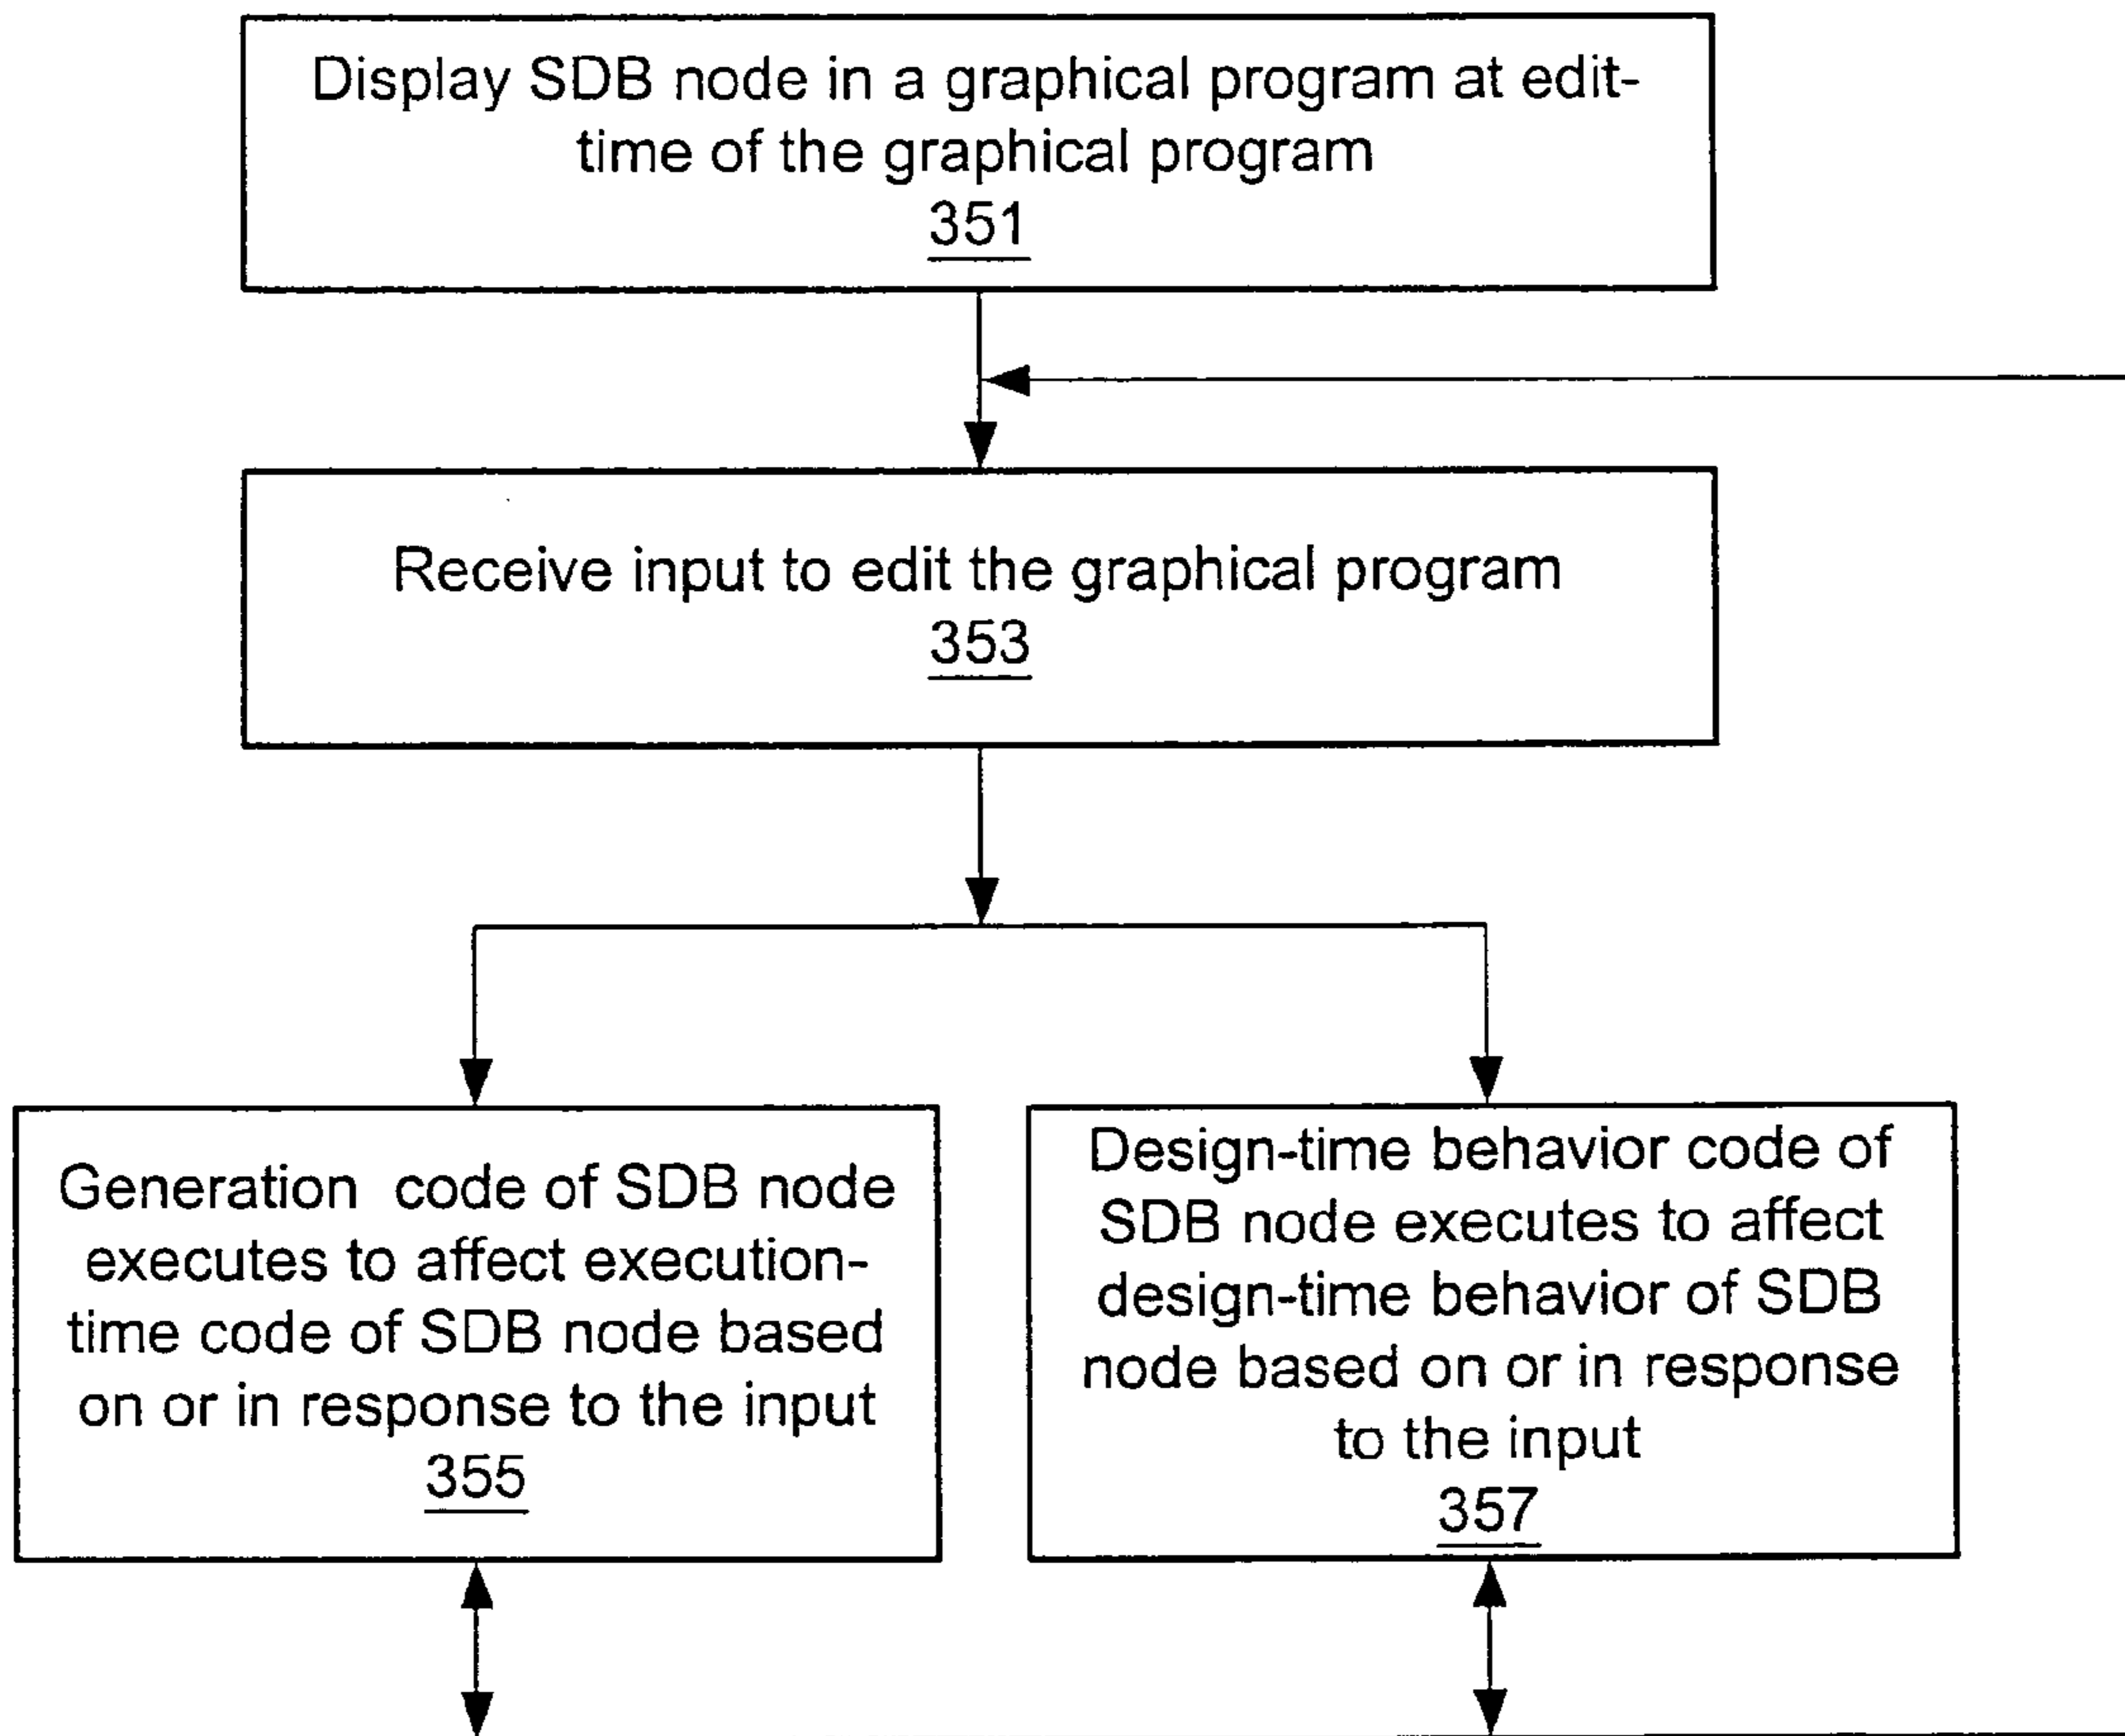 Display SDB node in a graphical program at edit-
time of the graphical program
351
Receive input to edit the graphical program
353
Generation code of SDB node
executes to affect execution-
time code of SDB node based
on or in response to the input
355
Design-time behavior code of
SDB node executes to affect
design-time behavior of SDB
node based on or in response
to the input
357